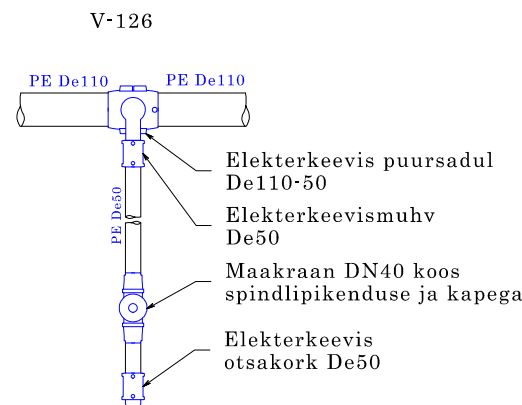 V-126
PE De110 PE De110
Elekterkeevis puursadul
De110-50
PE De50
Elekterkeevismuhv
De50
Maakraan DN40 koos
spindlipikenduse ja kapega
Elekterkeevis
otsakork De50